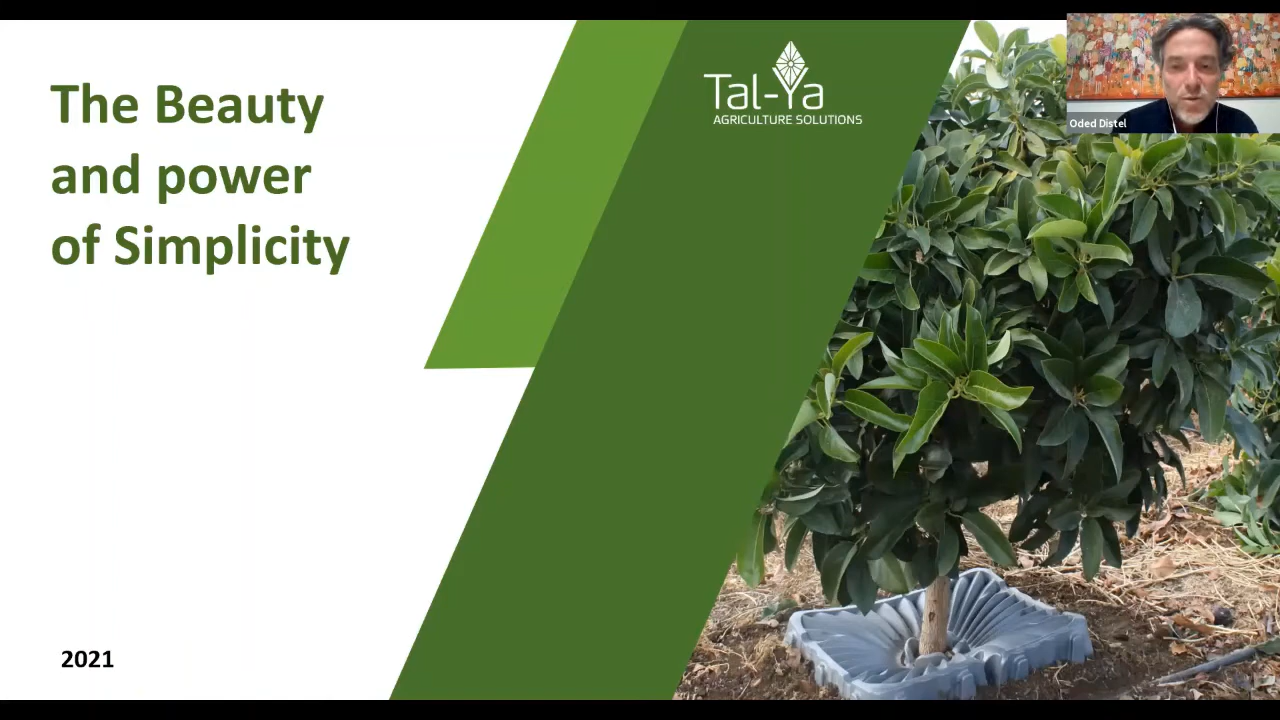 The Beauty
and power
of Simplicity
Tal-Ya
AGRICULTURE SOLUTIONS
Oded Distel
2021